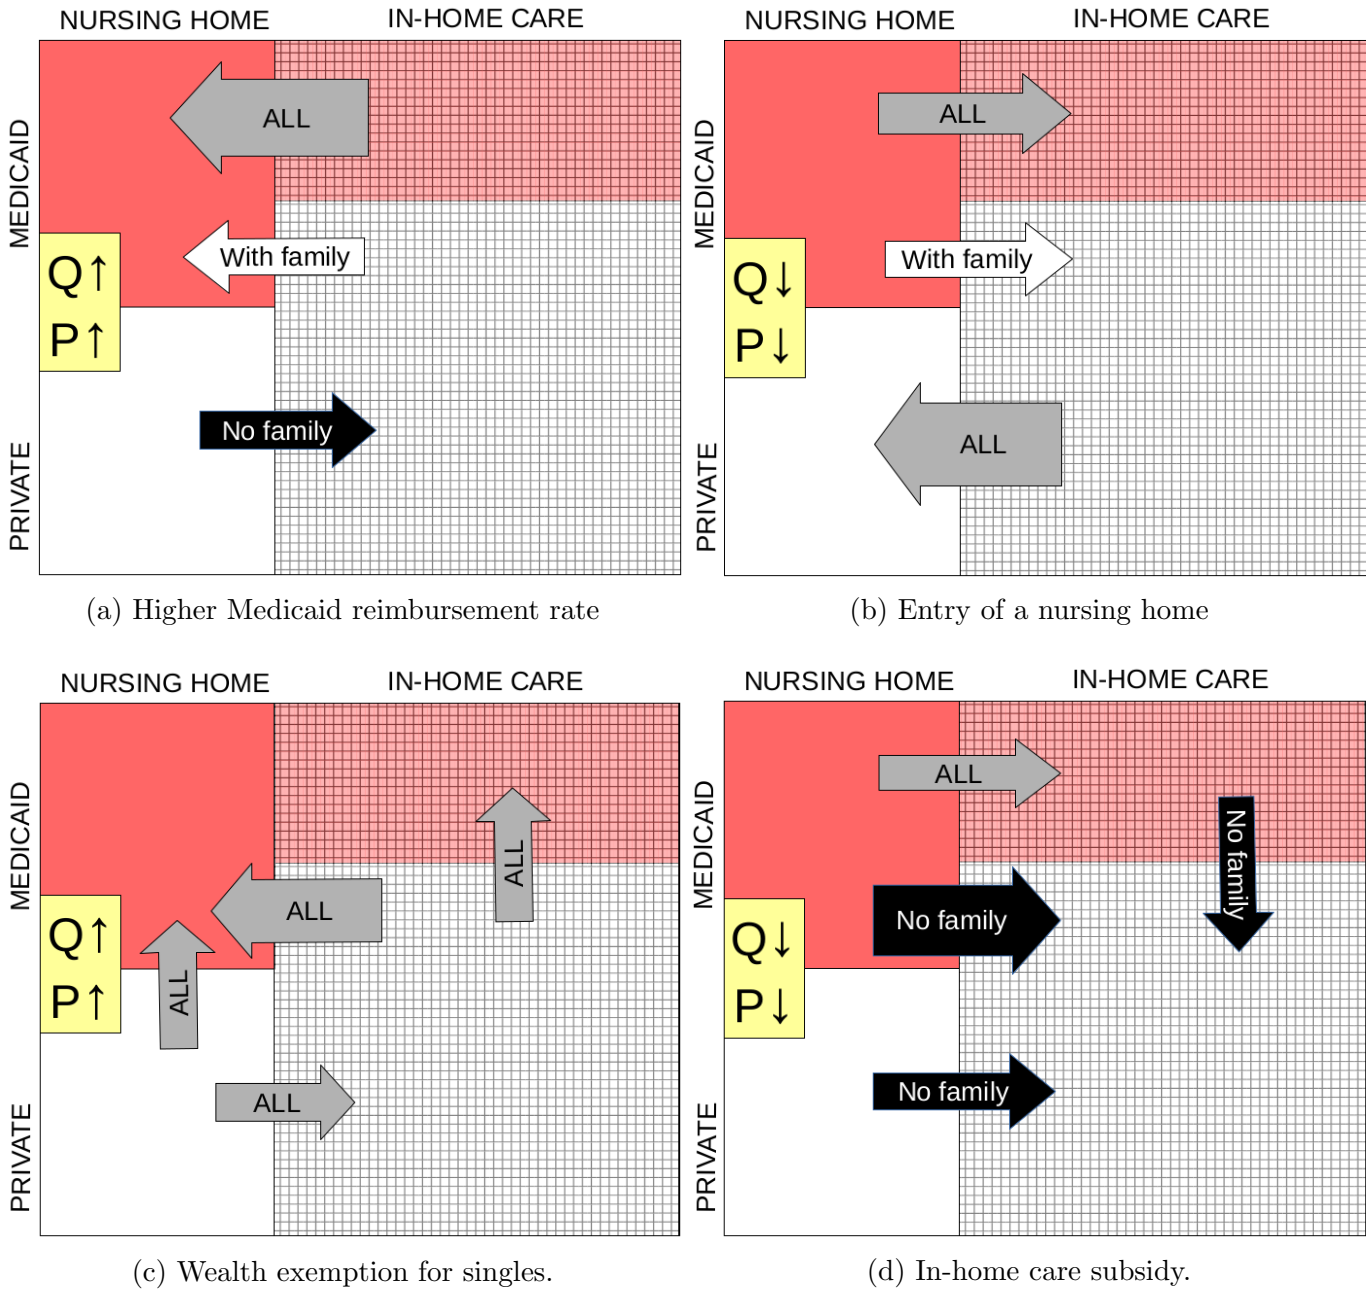 NURSING HOME
IN-HOME CARE
MEDICAID
PRIVATE
ALL
With family
Q↑
P↑
No family
(a) Higher Medicaid reimbursement rate
NURSING HOME
IN-HOME CARE
MEDICAID
PRIVATE
ALL
With family
Q↓
P↓
ALL
(b) Entry of a nursing home
NURSING HOME
IN-HOME CARE
MEDICAID
PRIVATE
ALL
ALL
Q↑
P↑
ALL
ALL
(c) Wealth exemption for singles.
NURSING HOME
IN-HOME CARE
MEDICAID
PRIVATE
ALL
No family
No family
Q↓
P↓
No family
(d) In-home care subsidy.